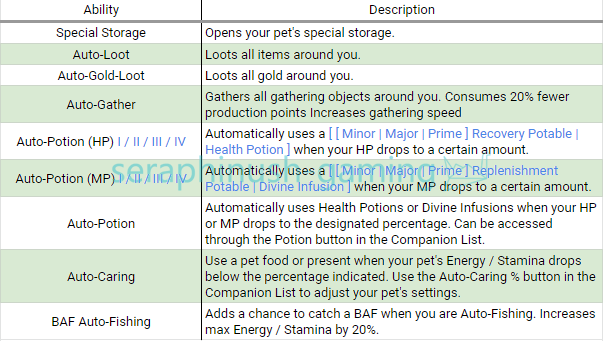 Ability Description
Special Storage Opens your pet's special storage.
Auto-Loot Loots all items around you.
Auto-Gold-Loot Loots all gold around you.
Auto-Gather Gathers all gathering objects around you. Consumes 20% fewer
production points Increases gathering speed
Auto-Potion (HP) I / II / III / IV Automatically uses a [ [ Minor | Major | Prime ] Recovery Potable |
Health Potion ] when your HP drops to a certain amount.
seraphinush gaming
Auto-Potion (MP) I / II / III / IV Automatically uses a [ [ Minor | Major | Prime ] Replenishment
Potable | Divine Infusion ] when your MP drops to a certain amount.
Auto-Potion Automatically uses Health Potions or Divine Infusions when your HP
or MP drops to the designated percentage. Can be accessed
through the Potion button in the Companion List.
Auto-Caring Use a pet food or present when your pet's Energy / Stamina drops
below the percentage indicated. Use the Auto-Caring % button in the
Companion List to adjust your pet's settings.
BAF Auto-Fishing Adds a chance to catch a BAF when you are Auto-Fishing. Increases
max Energy / Stamina by 20%.